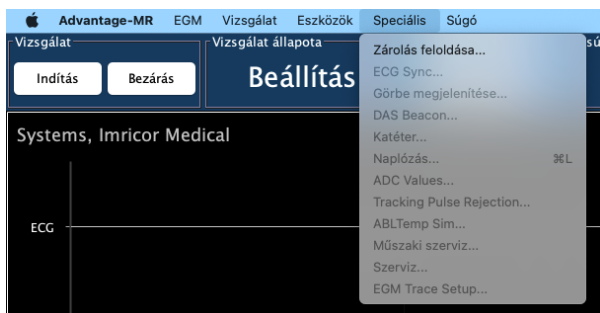 Advantage-MR EGM Vizsgálat Eszközök Speciális Súgó
Vizsgálat
Vizsgálat állapota
Indítás
Bezárás
Beállítás
Zárolás feloldása...
ECG Sync...
Görbe megjelenítése...
DAS Beacon...
Katéter...
Naplózás... ⌘L
ADC Values...
Tracking Pulse Rejection...
ABLTemp Sim...
Műszaki szerviz...
Szerviz...
EGM Trace Setup...
Systems, Imricor Medical
ECG